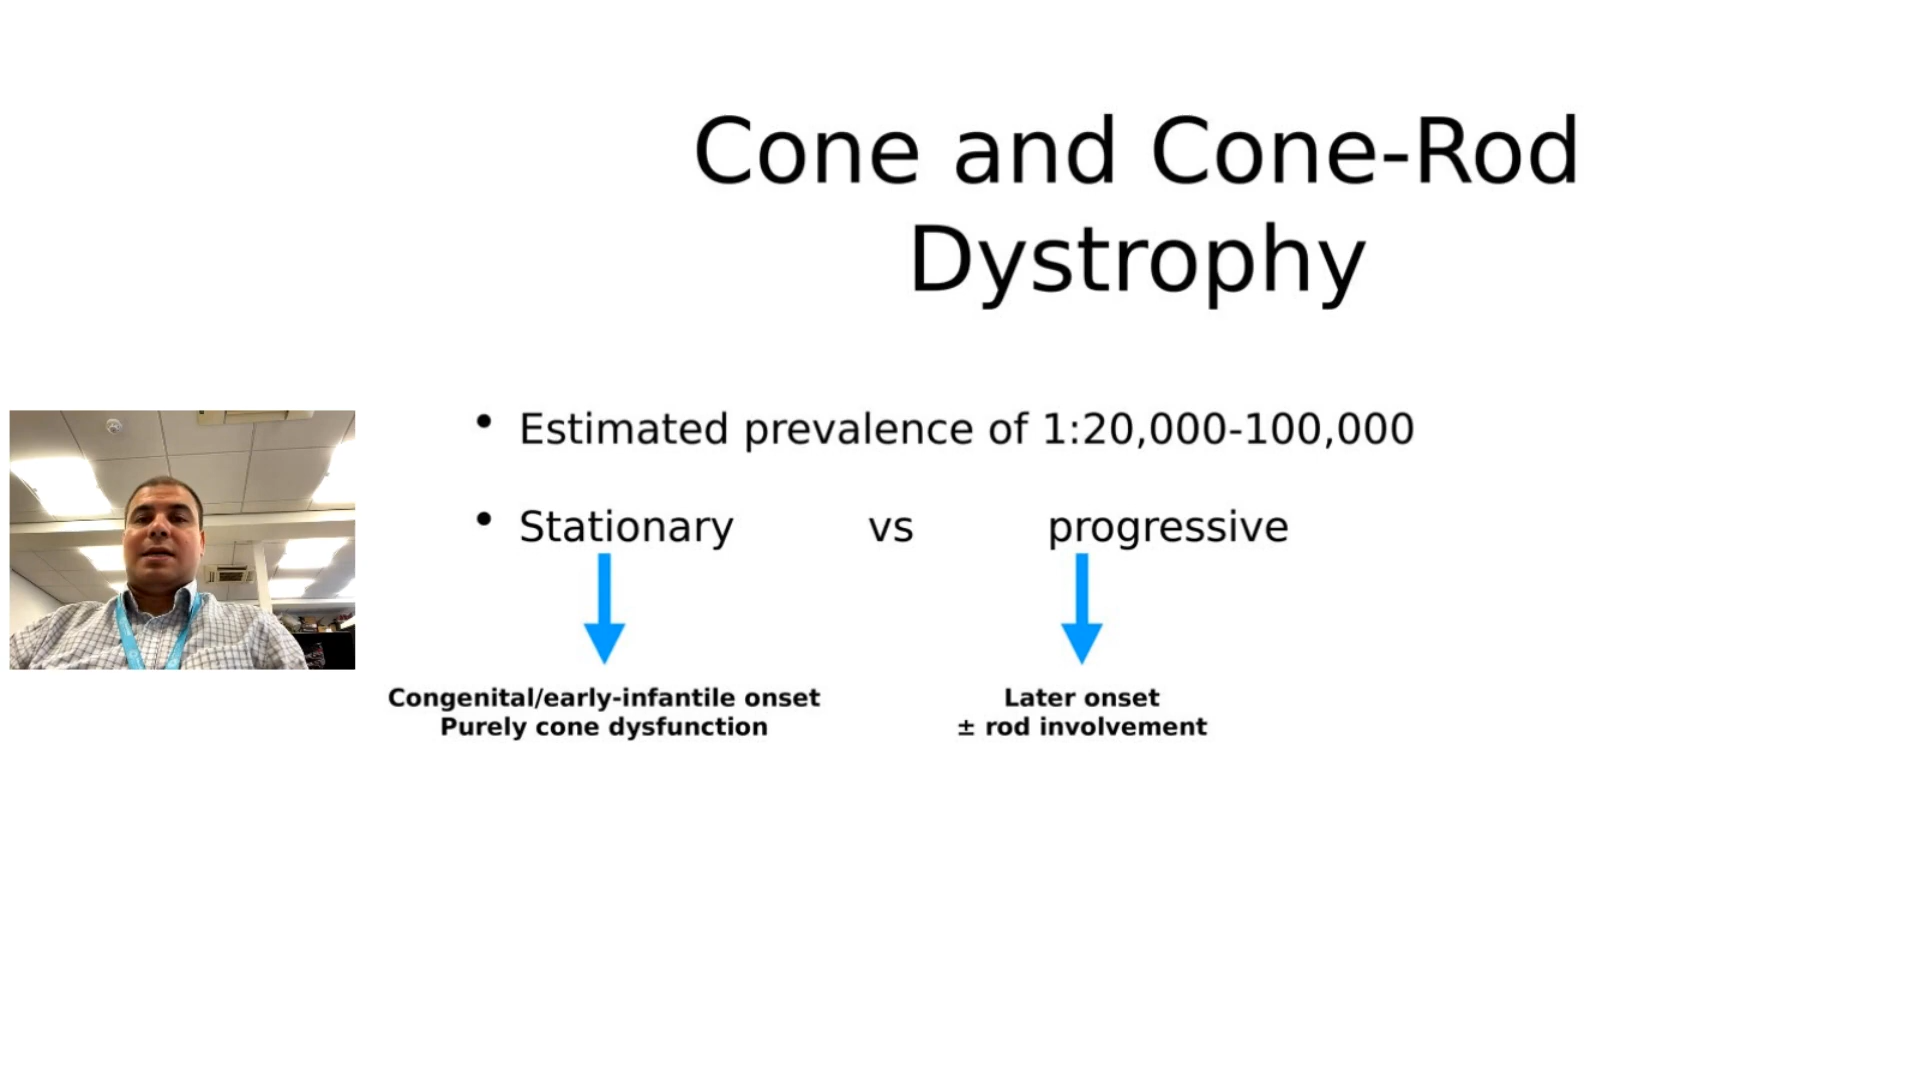 Cone and Cone-Rod
Dystrophy
• Estimated prevalence of 1:20,000-100,000
• Stationary vs progressive
Congenital/early-infantile onset
Purely cone dysfunction
Later onset
± rod involvement